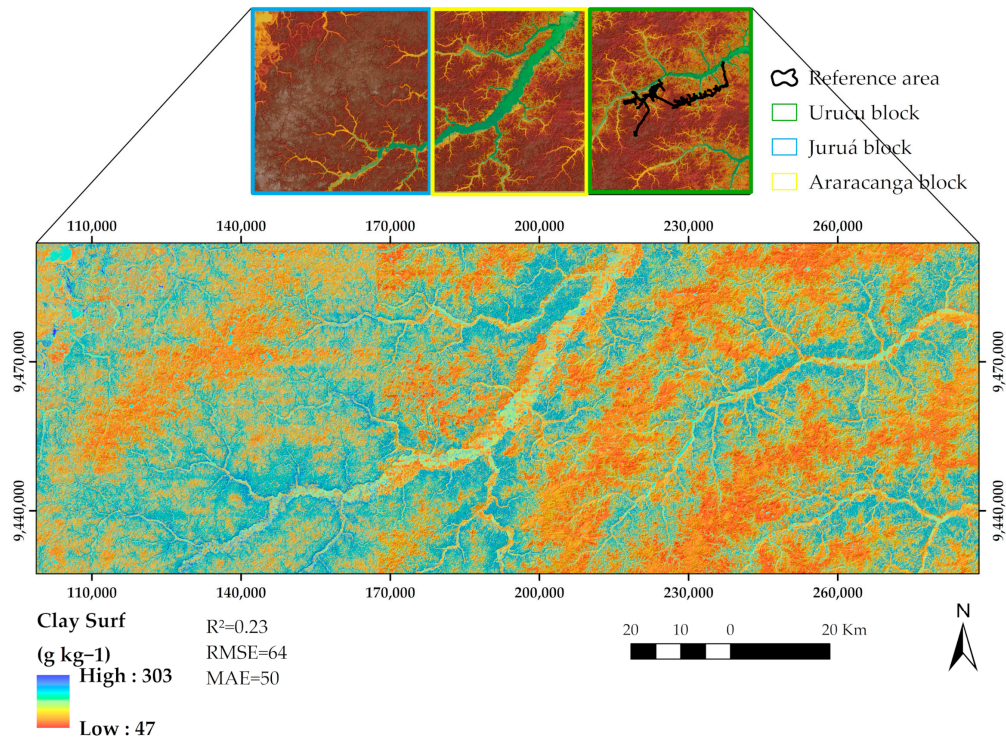 Reference area
Urucu block
Juruá block
Araracanga block
110,000 140,000 170,000 200,000 230,000 260,000
9,470,000 9,470,000
9,440,000 9,440,000
110,000 140,000 170,000 200,000 230,000 260,000
Clay Surf
(g kg–1)
High : 303
Low : 47
R²=0.23
RMSE=64
MAE=50
20 10 0 20 Km
N